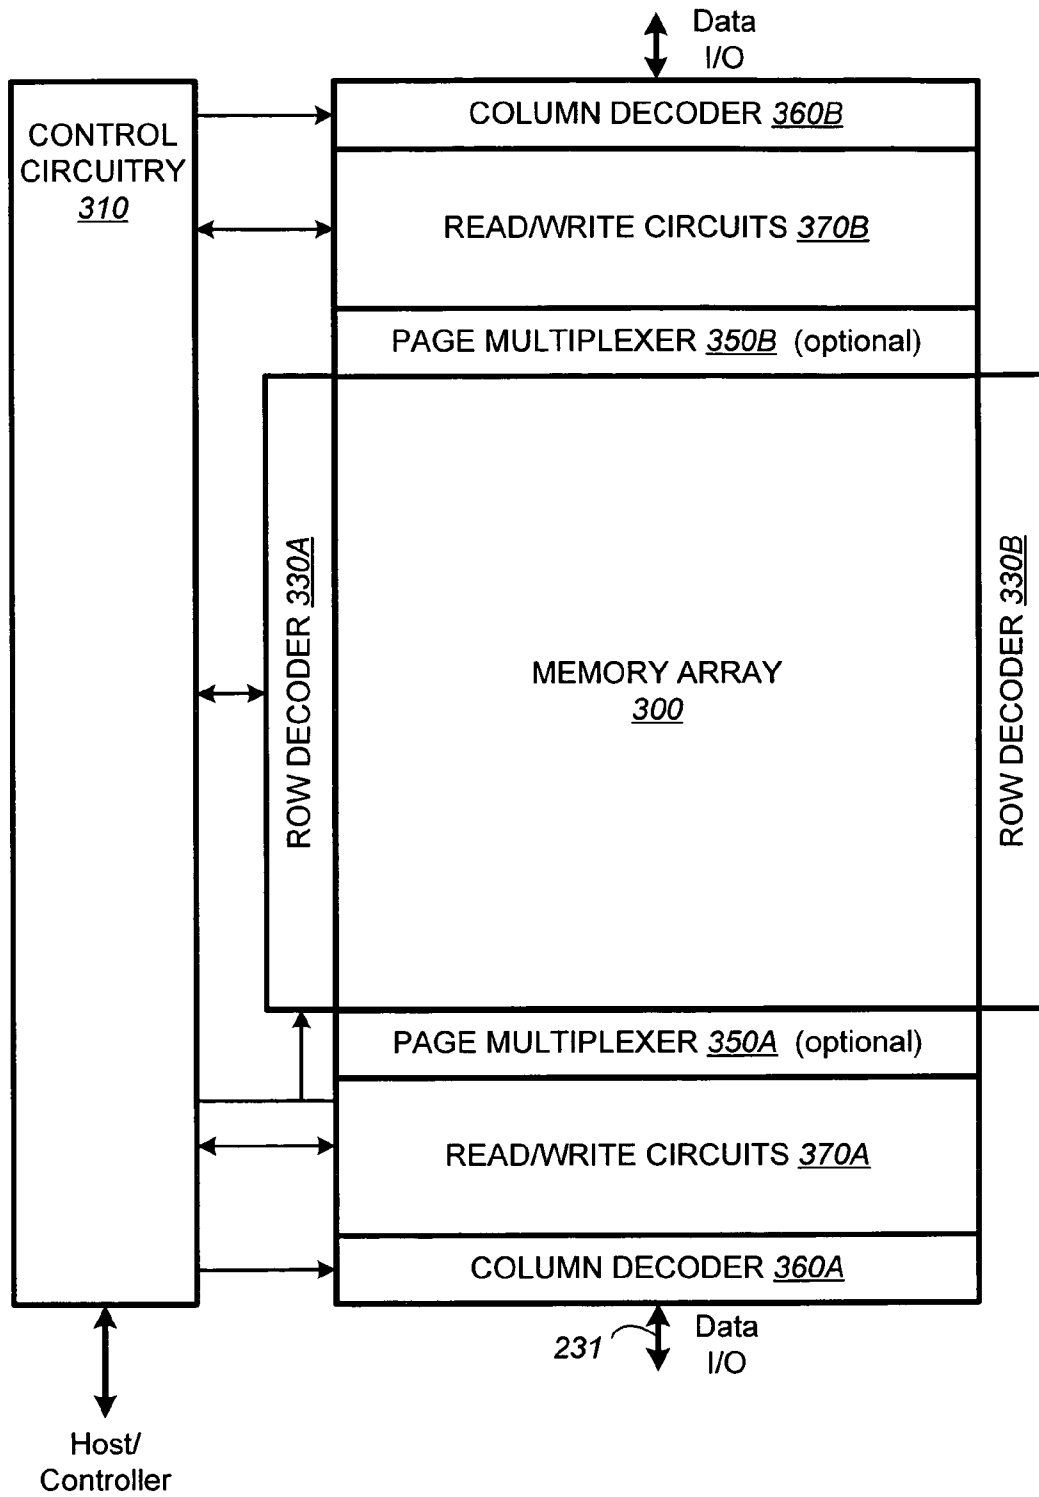 Data
I/O
COLUMN DECODER 360B
CONTROL
CIRCUITRY
310
READ/WRITE CIRCUITS 370B
PAGE MULTIPLEXER 350B (optional)
ROW DECODER 330A
MEMORY ARRAY
300
ROW DECODER 330B
PAGE MULTIPLEXER 350A (optional)
READ/WRITE CIRCUITS 370A
COLUMN DECODER 360A
231
Data
I/O
Host/
Controller